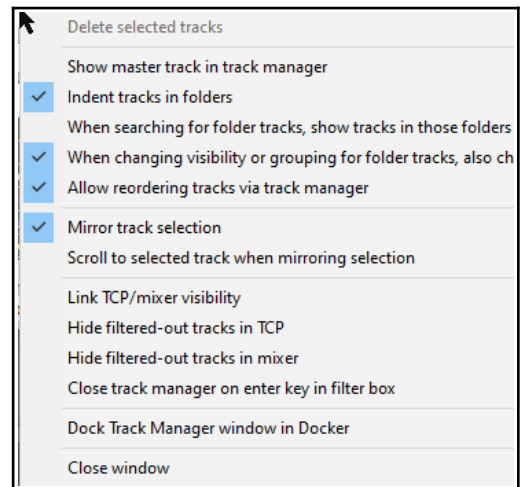 Delete selected tracks
Show master track in track manager
Indent tracks in folders
When searching for folder tracks, show tracks in those folders
When changing visibility or grouping for folder tracks, also ch
Allow reordering tracks via track manager
Mirror track selection
Scroll to selected track when mirroring selection
Link TCP/mixer visibility
Hide filtered-out tracks in TCP
Hide filtered-out tracks in mixer
Close track manager on enter key in filter box
Dock Track Manager window in Docker
Close window